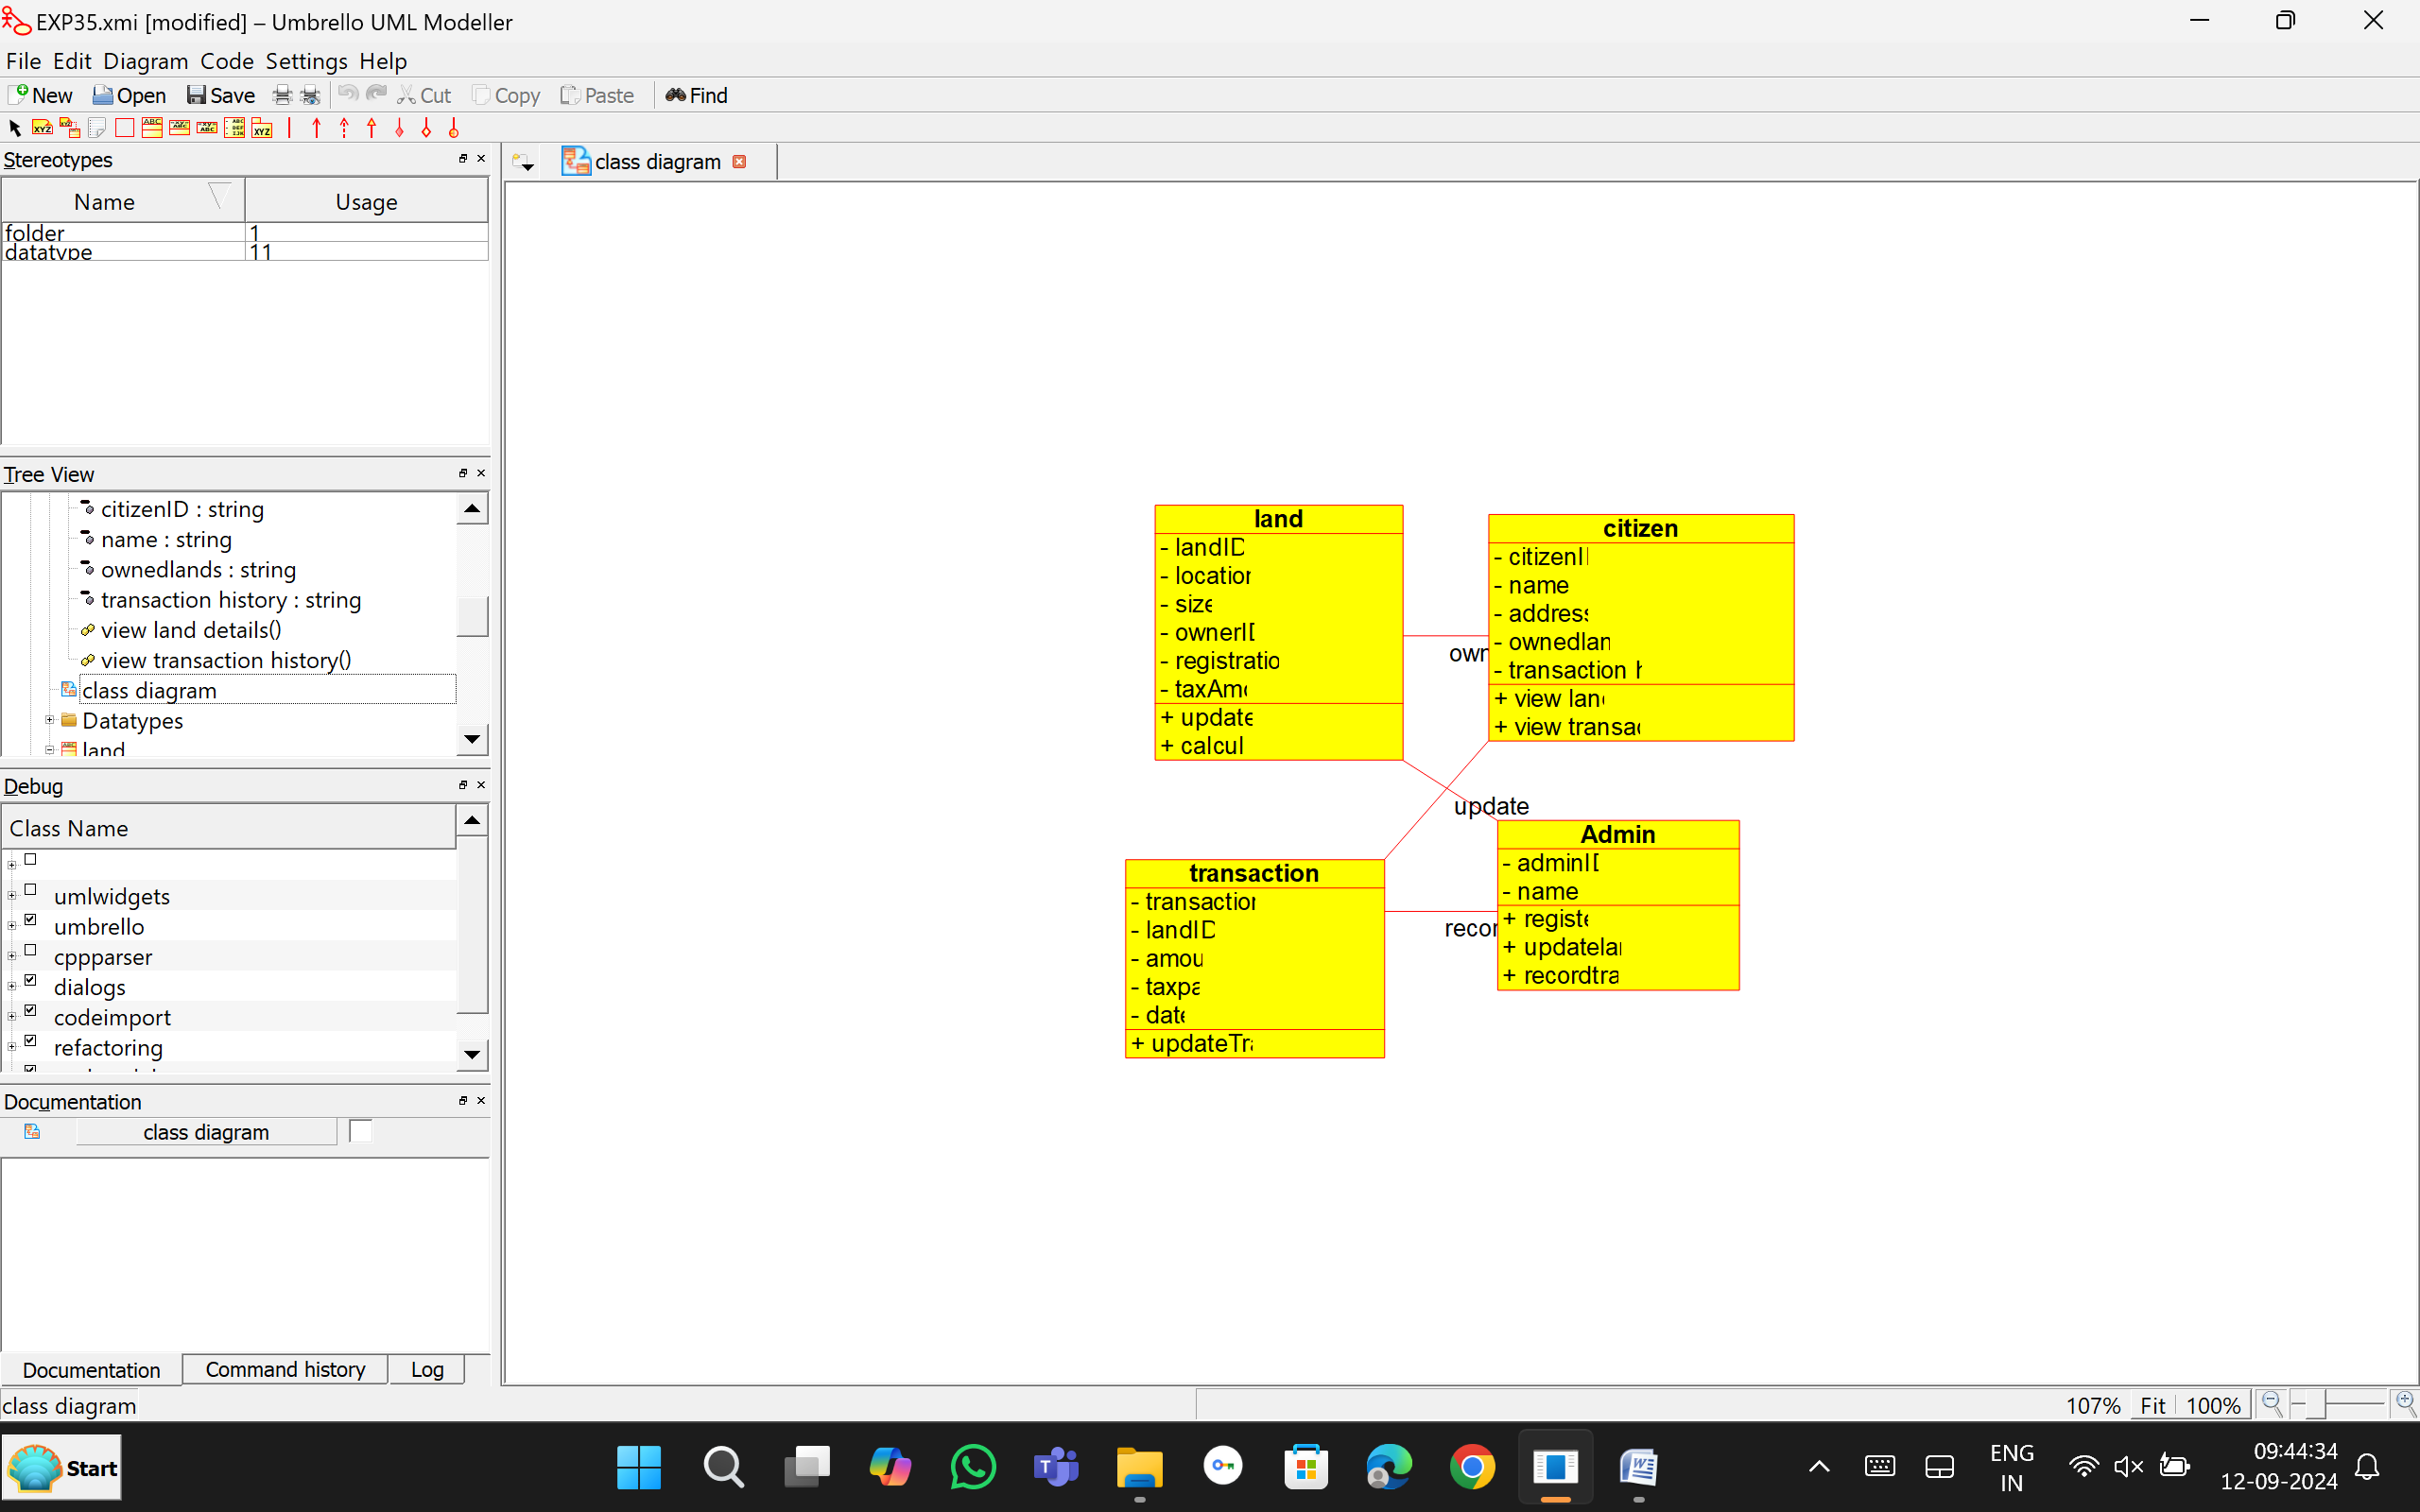 EXP35.xmi [modified] – Umbrello UML Modeller
File Edit Diagram Code Settings Help
New Open Save Cut Copy Paste Find
Stereotypes
Name Usage
folder 1
datatype 11
Tree View
citizenID : string
name : string
ownedlands : string
transaction history : string
view land details()
view transaction history()
class diagram
Datatypes
land
Debug
Class Name
umlwidgets
umbrello
cppparser
dialogs
codeimport
refactoring
Documentation
class diagram
Documentation Command history Log
class diagram
class diagram
land
- landID
- location
- size
- ownerID
- registratio
- taxAm
+ update
+ calcul
own
citizen
- citizenI
- name
- address
- ownedlan
- transaction h
+ view lan
+ view transa
update
transaction
- transaction
- landID
- amou
- taxpa
- date
+ updateTra
recor
Admin
- adminID
- name
+ registe
+ updatela
+ recordtra
107% Fit 100%
Start
ENG
IN
09:44:34
12-09-2024